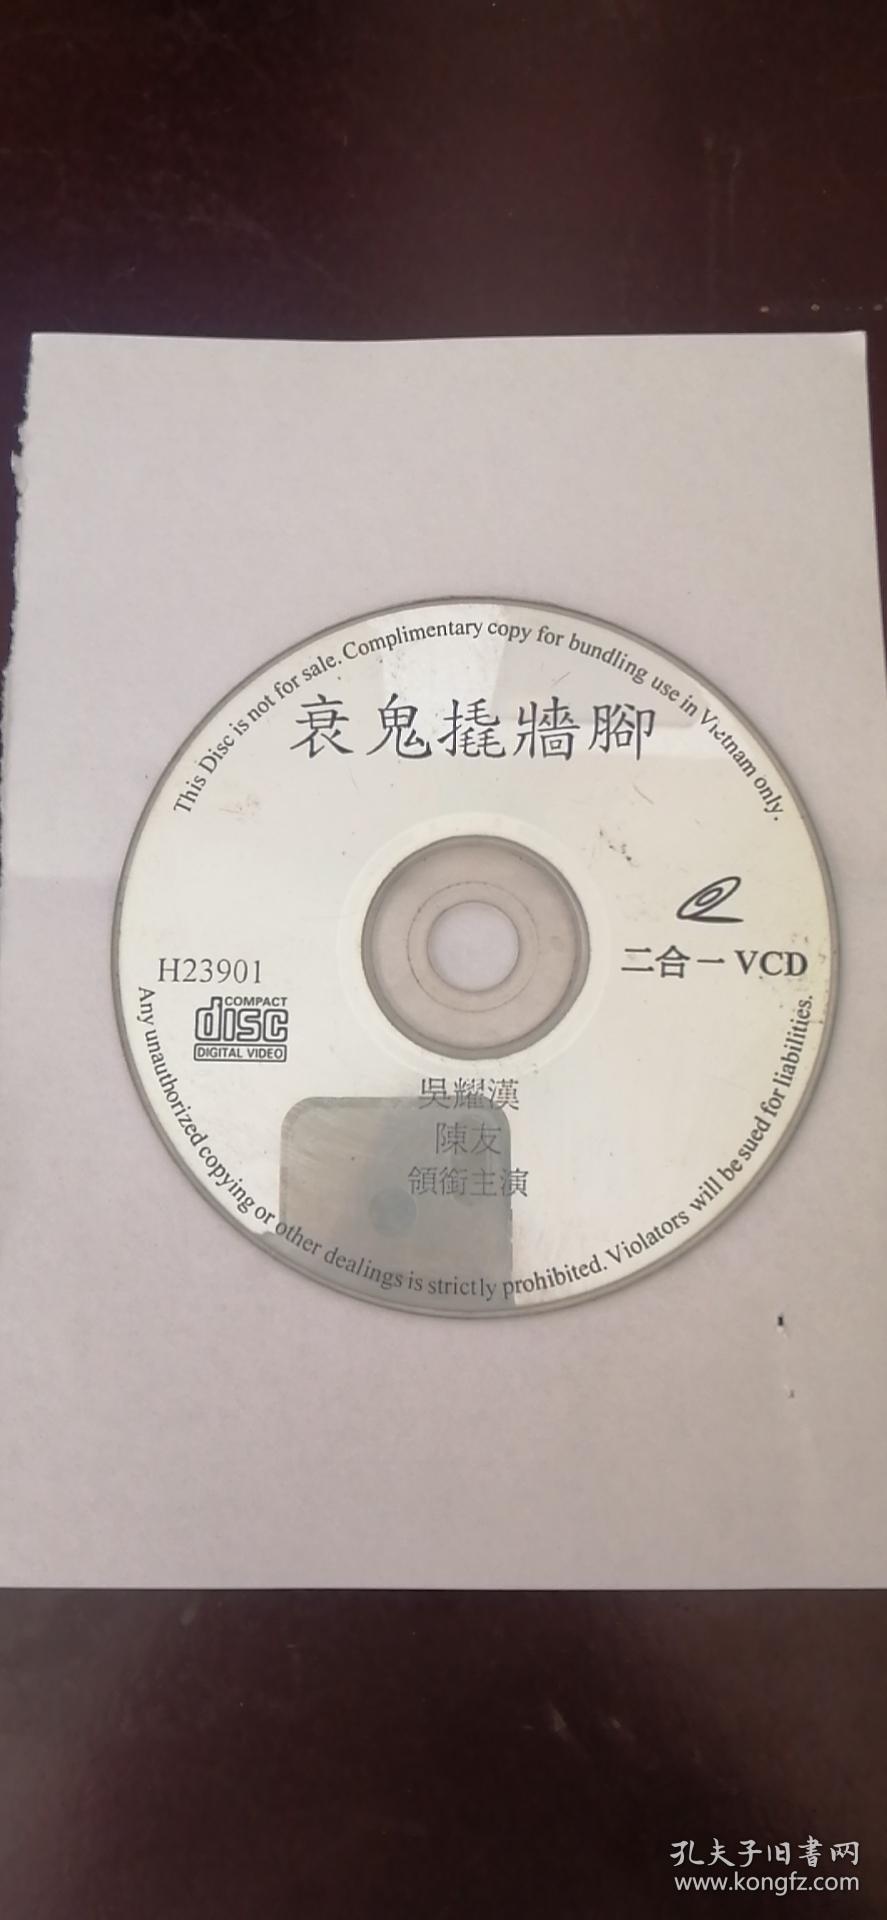 This Disc is not for sale. Complimentary copy for bundling use in Vietnam only.
衰鬼撬牆腳
二合一 VCD
H23901
COMPACT
disc
DIGITAL VIDEO
吳耀漢
陳友
領銜主演
Any unauthorized copying or other dealings is strictly prohibited. Violators will be sued for liabilities.
孔夫子旧書网
www.kongfz.com